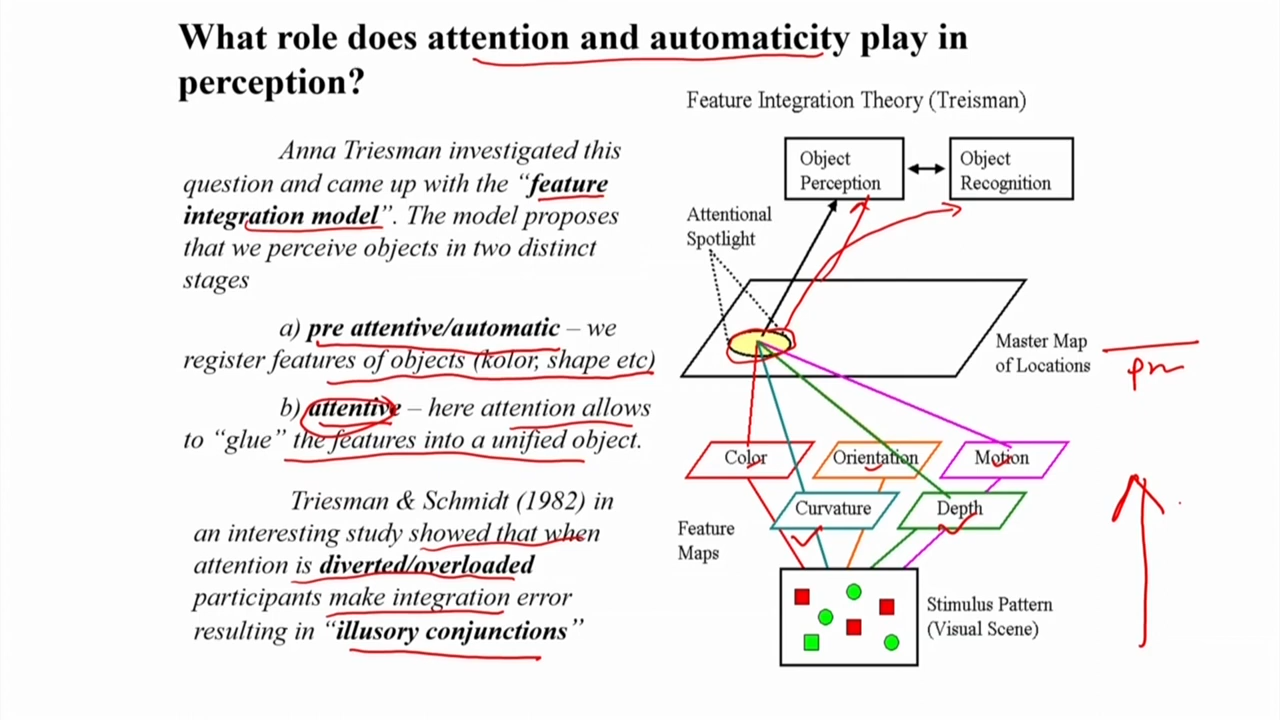 What role does attention and automaticity play in
perception?
Anna Triesman investigated this
question and came up with the “feature
integration model”. The model proposes
that we perceive objects in two distinct
stages
a) pre attentive/automatic – we
register features of objects (kolor, shape etc)
b) attentive – here attention allows
to “glue” the features into a unified object.
Triesman & Schmidt (1982) in
an interesting study showed that when
attention is diverted/overloaded
participants make integration error
resulting in “illusory conjunctions”
Feature Integration Theory (Treisman)
Object
Perception
Object
Recognition
Attentional
Spotlight
Master Map
of Locations
Color
Orientation
Motion
Curvature
Depth
Feature
Maps
Stimulus Pattern
(Visual Scene)